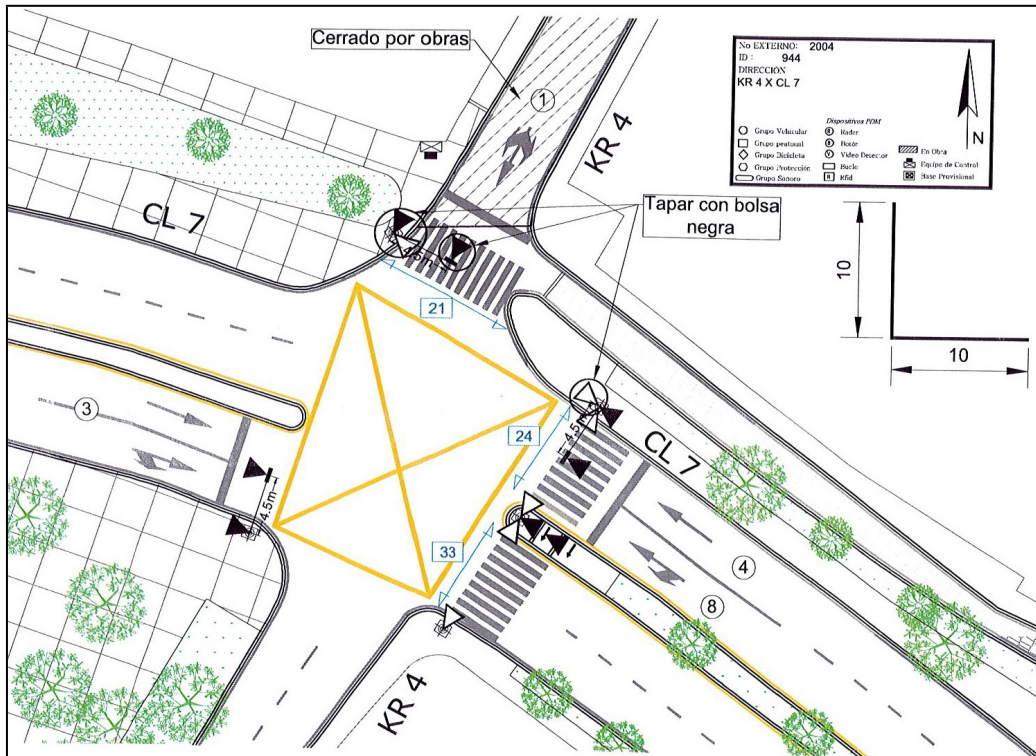 Cerrado por obras
1
KR 4
No EXTERNO: 2004
ID : 944
DIRECCIÓN
KR 4 X CL 7
N
Grupo Vehicular
Grupo peatonal
Grupo Bicicleta
Grupo Protección
Grupo Sonoro
Dispositivos PDM
Radar
Video Detector
Bucle
Rfid
En Obra
Equipo de Control
Base Provisional
CL 7
Tapar con bolsa
negra
4.5m
21
10
10
3
24
4.5m
CL 7
4.5m
33
4
8
KR 4